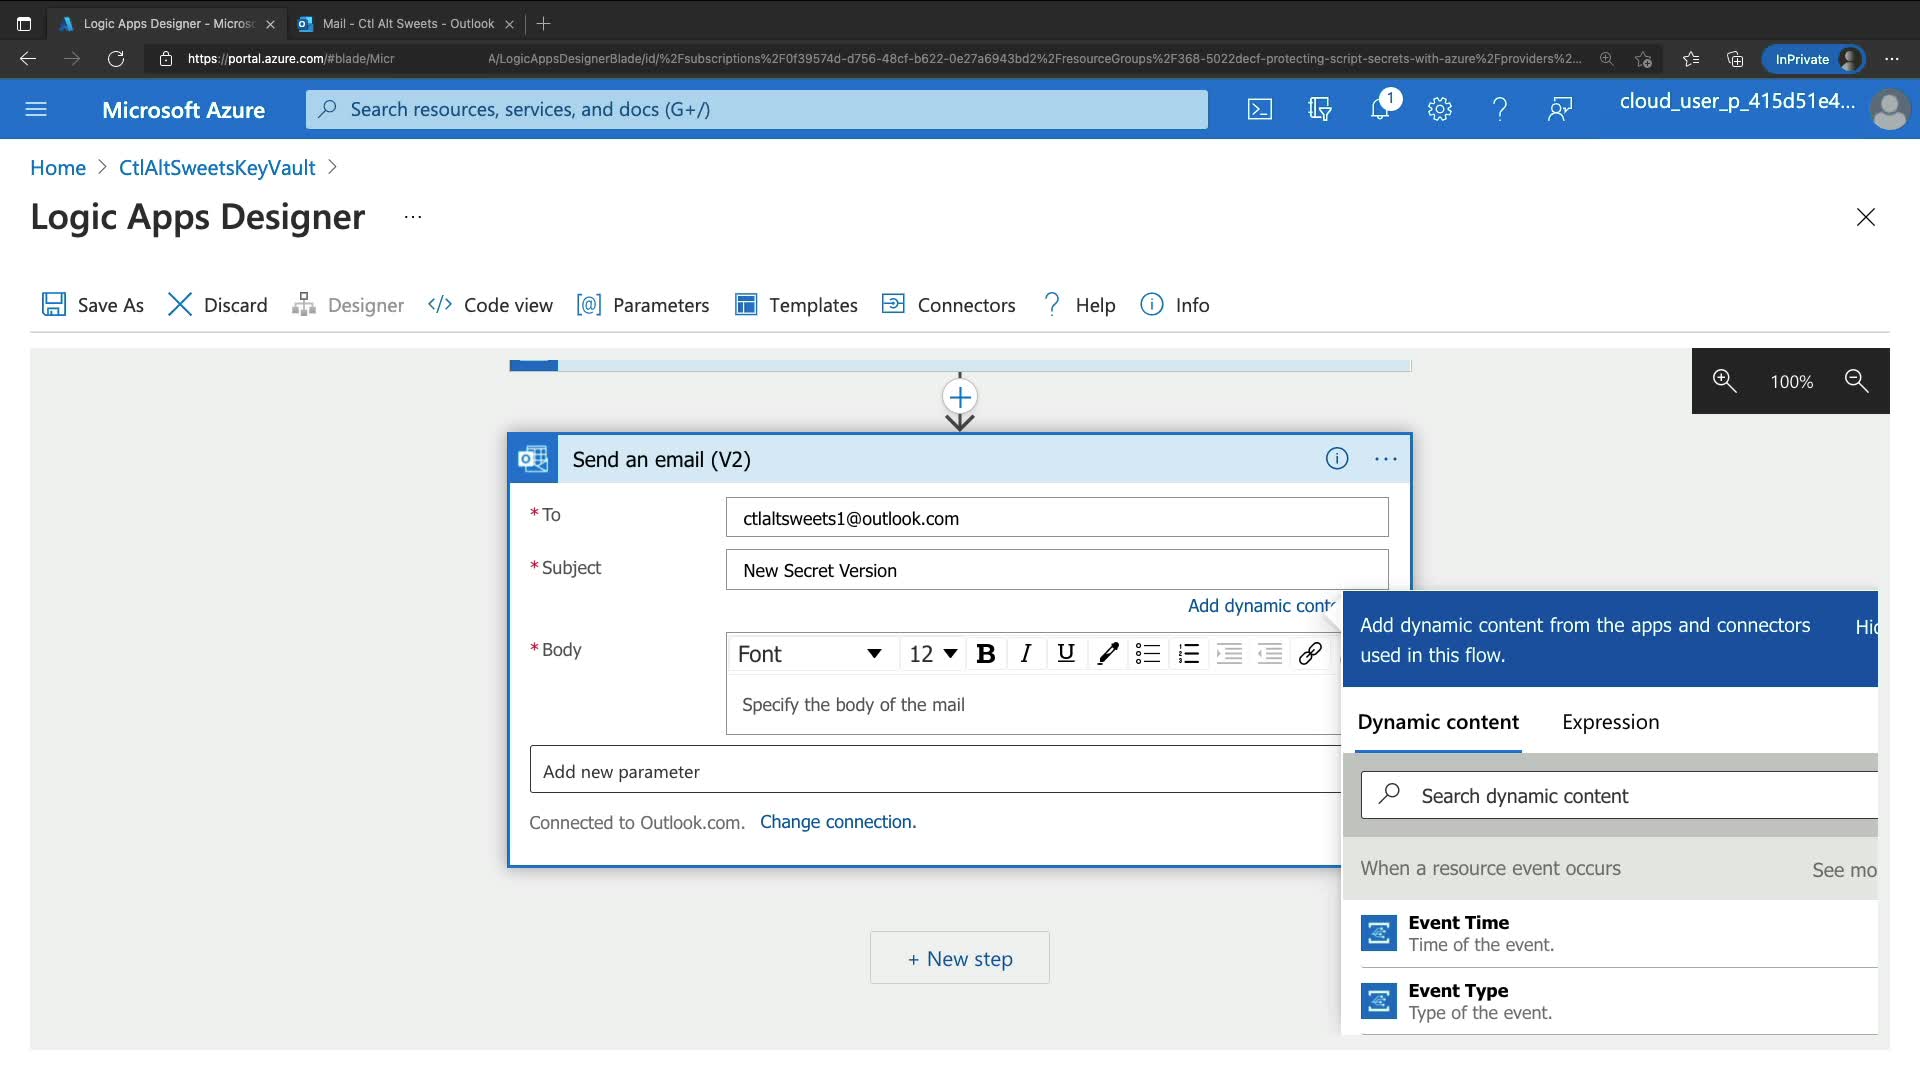 Logic Apps Designer - Micros
Mail - Ctl Alt Sweets - Outlook
https://portal.azure.com/#blade/Micr A/LogicAppsDesignerBlade/id/%2Fsubscriptions%2F0f39574d-d756-48cf-b622-0e27a6943bd2%2FresourceGroups%2F368-5022decf-protecting-script-secrets-with-azure%2Fproviders%2...
InPrivate
Microsoft Azure
Search resources, services, and docs (G+/)
1
cloud_user_p_415d51e4...
Home > CtlAltSweetsKeyVault >
Logic Apps Designer ...
Save As
Discard
Designer
Code view
Parameters
Templates
Connectors
Help
Info
100%
Send an email (V2)
* To
ctlaltsweets1@outlook.com
* Subject
New Secret Version
Add dynamic conte
* Body
Font
12
B I U
Specify the body of the mail
Add new parameter
Connected to Outlook.com. Change connection.
+ New step
Add dynamic content from the apps and connectors
used in this flow.
Hid
Dynamic content
Expression
Search dynamic content
When a resource event occurs
See mo
Event Time
Time of the event.
Event Type
Type of the event.